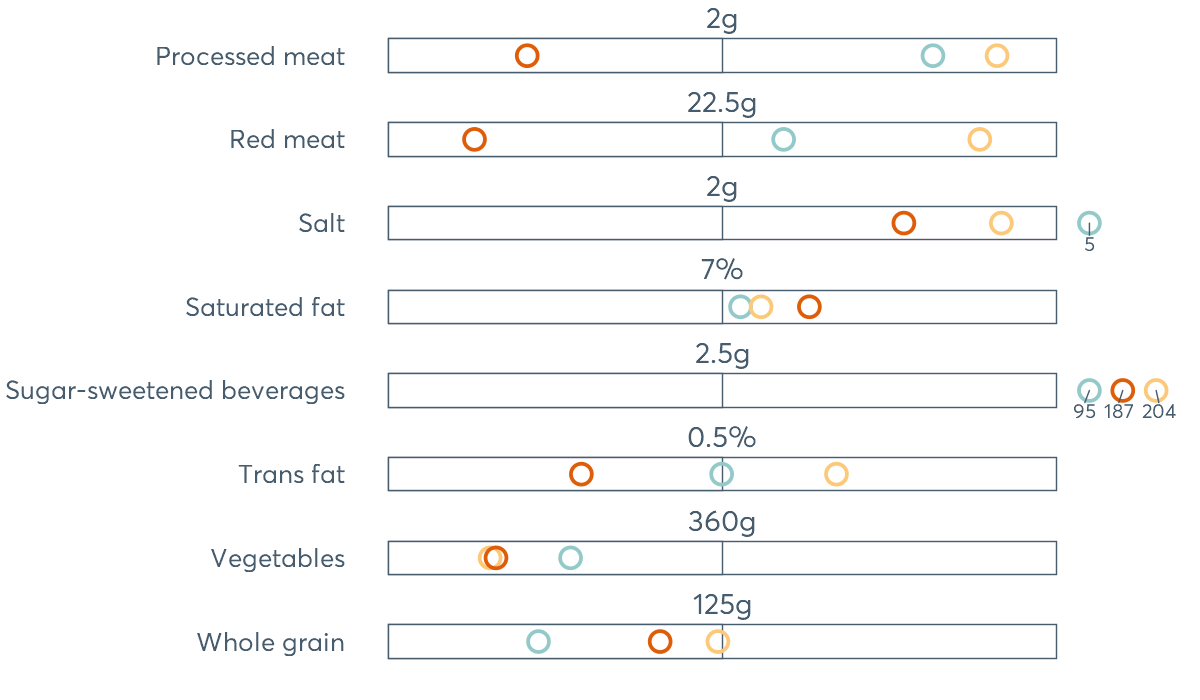 2g
Processed meat
22.5g
Red meat
2g
Salt
5
7%
Saturated fat
2.5g
Sugar-sweetened beverages
95 187 204
0.5%
Trans fat
360g
Vegetables
125g
Whole grain